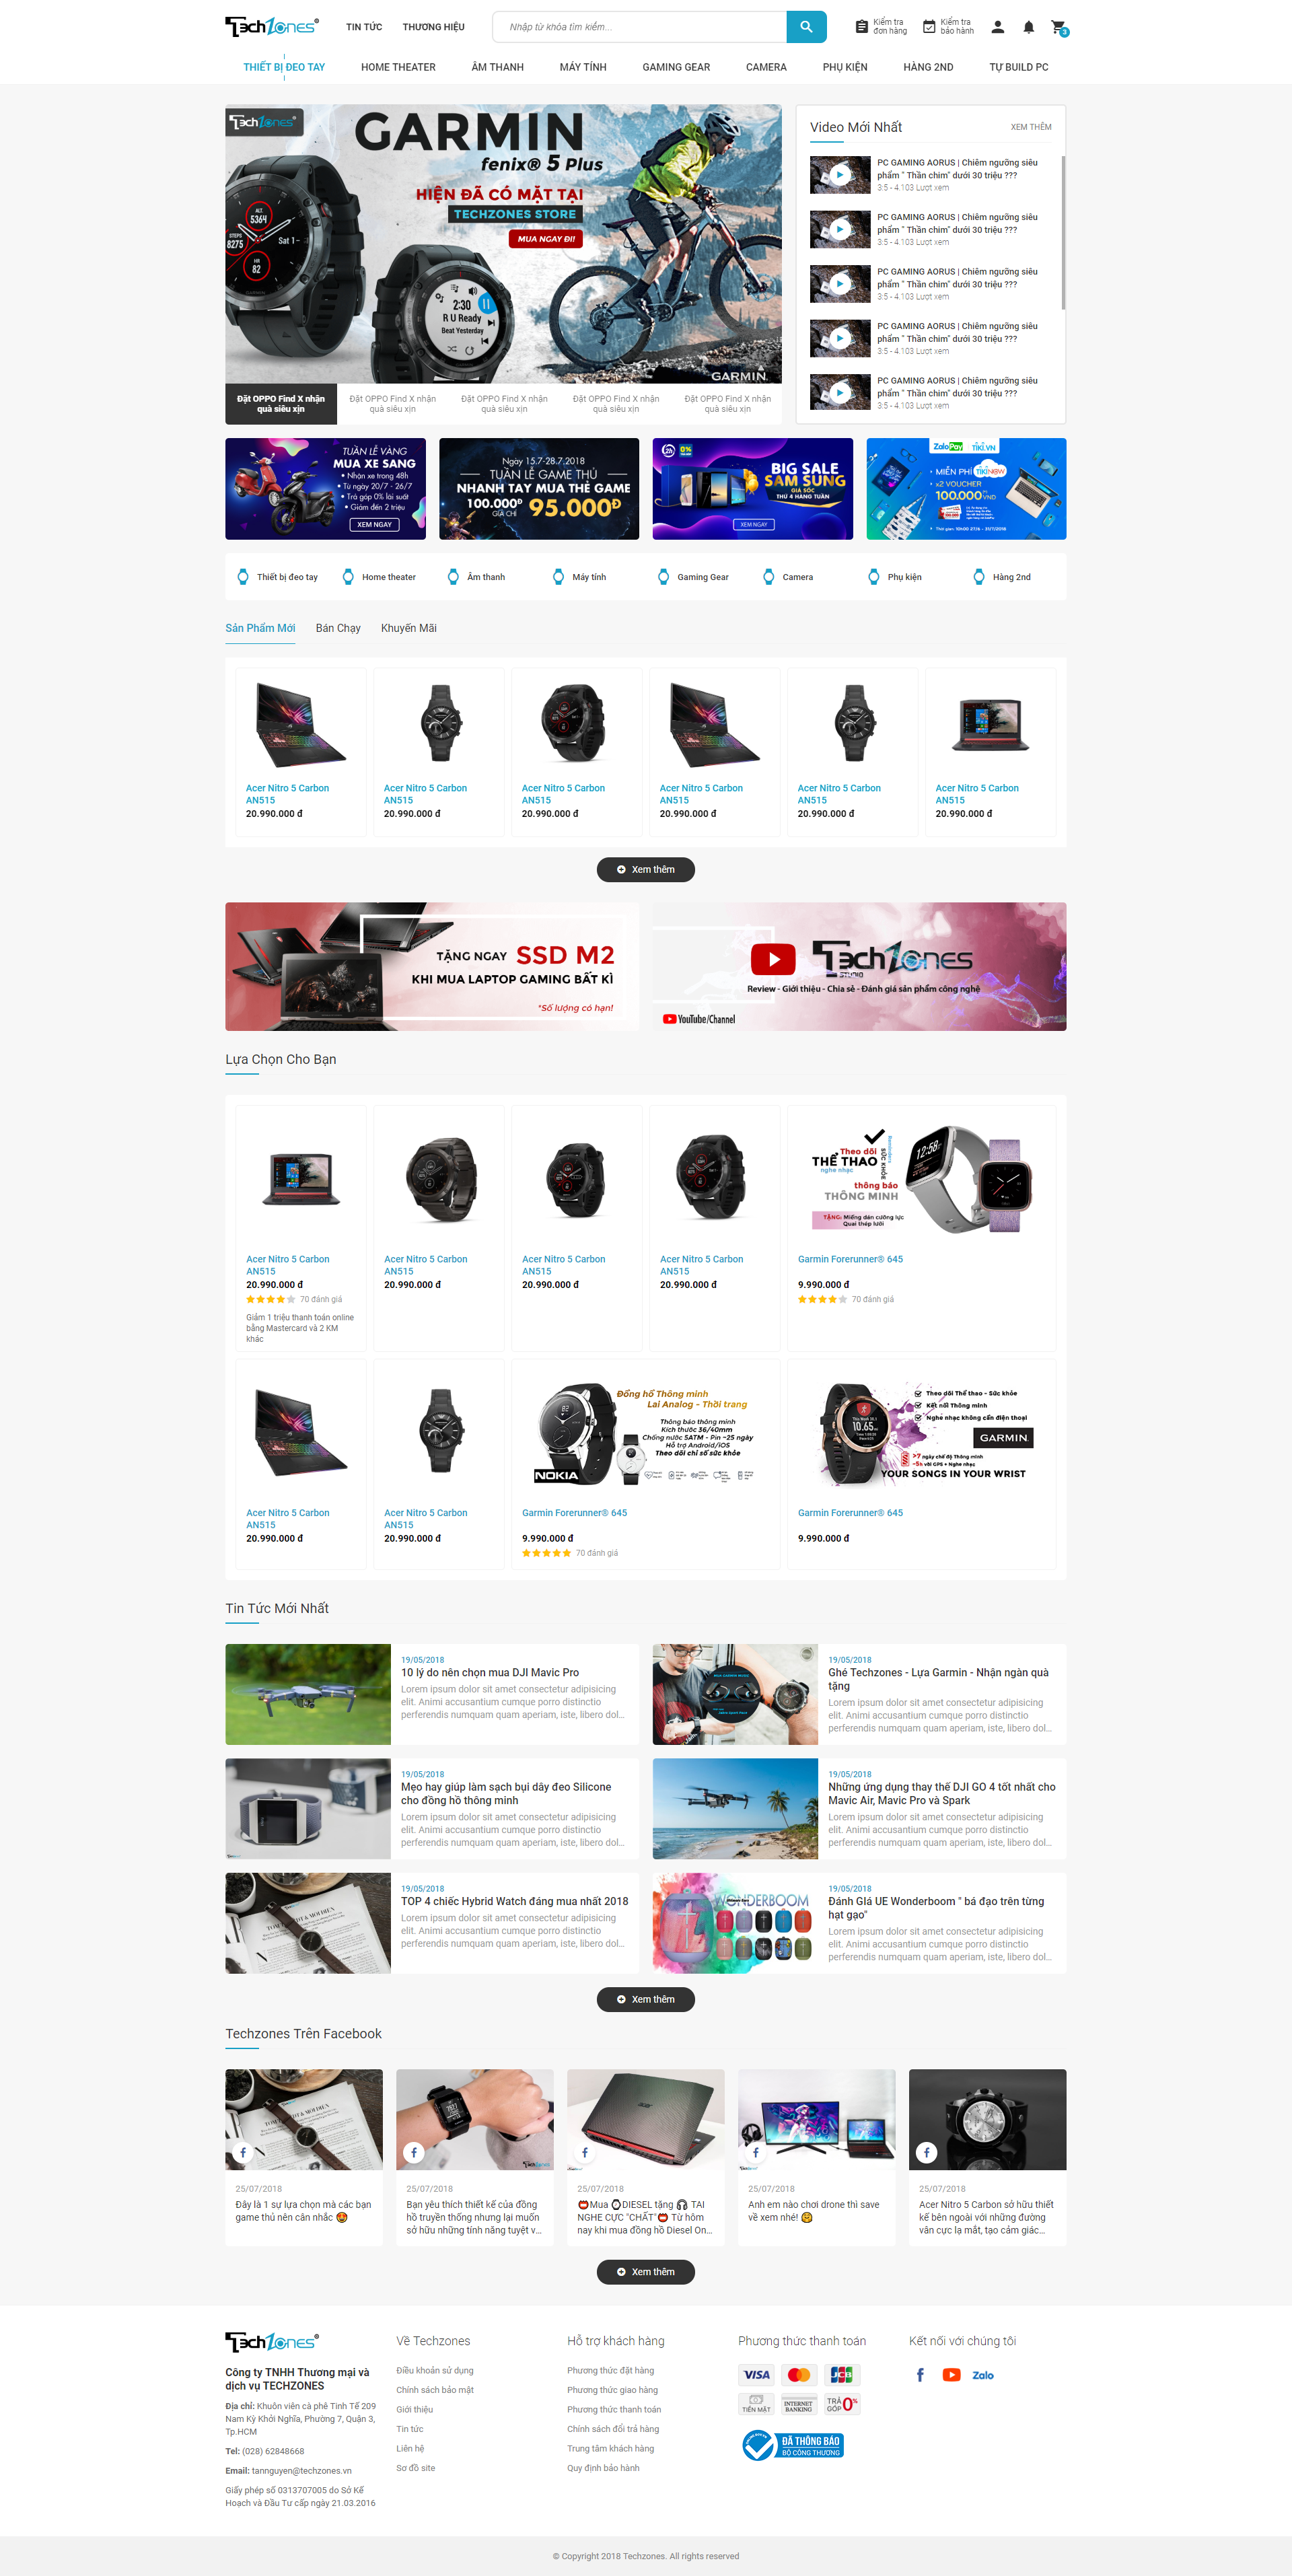 TechZones®
TIN TỨC
THƯƠNG HIỆU
Nhập từ khóa tìm kiếm...
Kiểm tra
đơn hàng
Kiểm tra
bảo hành
3
THIẾT BỊ ĐEO TAY
HOME THEATER
ÂM THANH
MÁY TÍNH
GAMING GEAR
CAMERA
PHỤ KIỆN
HÀNG 2ND
TỰ BUILD PC
TechZones®
GARMIN
fenix® 5 Plus
HIỆN ĐÃ CÓ MẶT TẠI
TECHZONES STORE
MUA NGAY ĐI!
ALT.
5364
STEPS
8275
Sat 1
HR
82
2:30
R U Ready
Beat Yesterday
GARMIN
Đặt OPPO Find X nhận
quà siêu xịn
Đặt OPPO Find X nhận
quà siêu xịn
Đặt OPPO Find X nhận
quà siêu xịn
Đặt OPPO Find X nhận
quà siêu xịn
Đặt OPPO Find X nhận
quà siêu xịn
Video Mới Nhất
XEM THÊM
PC GAMING AORUS | Chiêm ngưỡng siêu
phẩm " Thần chim" dưới 30 triệu ???
3:5 - 4.103 Lượt xem
PC GAMING AORUS | Chiêm ngưỡng siêu
phẩm " Thần chim" dưới 30 triệu ???
3:5 - 4.103 Lượt xem
PC GAMING AORUS | Chiêm ngưỡng siêu
phẩm " Thần chim" dưới 30 triệu ???
3:5 - 4.103 Lượt xem
PC GAMING AORUS | Chiêm ngưỡng siêu
phẩm " Thần chim" dưới 30 triệu ???
3:5 - 4.103 Lượt xem
PC GAMING AORUS | Chiêm ngưỡng siêu
phẩm " Thần chim" dưới 30 triệu ???
3:5 - 4.103 Lượt xem
TUẦN LỄ VÀNG
MUA XE SANG
• Nhận xe trong 48h
• Từ ngày 20/7 - 26/7
• Trả góp 0% lãi suất
• Giảm đến 2 triệu
XEM NGAY
Ngày 15.7-28.7.2018
TUẦN LỄ GAME THỦ
NHANH TAY MUA THẺ GAME
100.000Đ GIÁ CHỈ 95.000Đ
0%
BIG SALE
SAM SUNG
GIÁ SỐC
THỨ 4 HÀNG TUẦN
XEM NGAY
ZaloPay TIKI.VN
• MIỄN PHÍ TIKINOW
• x2 VOUCHER
100.000 VND
Thiết bị đeo tay
Home theater
Âm thanh
Máy tính
Gaming Gear
Camera
Phụ kiện
Hàng 2nd
Sản Phẩm Mới
Bán Chạy
Khuyến Mãi
Acer Nitro 5 Carbon
AN515
20.990.000 đ
Acer Nitro 5 Carbon
AN515
20.990.000 đ
Acer Nitro 5 Carbon
AN515
20.990.000 đ
Acer Nitro 5 Carbon
AN515
20.990.000 đ
Acer Nitro 5 Carbon
AN515
20.990.000 đ
Acer Nitro 5 Carbon
AN515
20.990.000 đ
Xem thêm
TẶNG NGAY SSD M2
KHI MUA LAPTOP GAMING BẤT KÌ
*Số lượng có hạn!
TechZones
Review - Giới thiệu - Chia sẻ - Đánh giá sản phẩm công nghệ
YouTube/Channel
Lựa Chọn Cho Bạn
Acer Nitro 5 Carbon
AN515
20.990.000 đ
70 đánh giá
Giảm 1 triệu thanh toán online
bằng Mastercard và 2 KM
khác
Acer Nitro 5 Carbon
AN515
20.990.000 đ
Acer Nitro 5 Carbon
AN515
20.990.000 đ
Acer Nitro 5 Carbon
AN515
20.990.000 đ
Theo dõi
THỂ THAO
nghe nhạc
SỨC KHỎE
Reminders
thông báo
THÔNG MINH
TẶNG: Miếng dán cường lực
Quai thép lưới
12:58
Garmin Forerunner® 645
9.990.000 đ
70 đánh giá
Acer Nitro 5 Carbon
AN515
20.990.000 đ
Acer Nitro 5 Carbon
AN515
20.990.000 đ
Đồng hồ Thông minh
Lai Analog - Thời trang
Thông báo thông minh
Kích thước 36/40mm
Chống nước 5ATM - Pin ~25 ngày
Hỗ trợ Android/iOS
Theo dõi chỉ số sức khỏe
NOKIA
Garmin Forerunner® 645
9.990.000 đ
70 đánh giá
Theo dõi Thể thao - Sức khỏe
Kết nối Thông minh
Nghe nhạc không cần điện thoại
GARMIN
10.65
>7 ngày chế độ Thông minh
~5h với GPS + Nghe nhạc
YOUR SONGS IN YOUR WRIST
Garmin Forerunner® 645
9.990.000 đ
Tin Tức Mới Nhất
19/05/2018
10 lý do nên chọn mua DJI Mavic Pro
Lorem ipsum dolor sit amet consectetur adipisicing
elit. Animi accusantium cumque porro distinctio
perferendis numquam quam aperiam, iste, libero dol...
19/05/2018
Ghé Techzones - Lựa Garmin - Nhận ngàn quà
tặng
Lorem ipsum dolor sit amet consectetur adipisicing
elit. Animi accusantium cumque porro distinctio
perferendis numquam quam aperiam, iste, libero dol...
19/05/2018
Mẹo hay giúp làm sạch bụi dây đeo Silicone
cho đồng hồ thông minh
Lorem ipsum dolor sit amet consectetur adipisicing
elit. Animi accusantium cumque porro distinctio
perferendis numquam quam aperiam, iste, libero dol...
19/05/2018
Những ứng dụng thay thế DJI GO 4 tốt nhất cho
Mavic Air, Mavic Pro và Spark
Lorem ipsum dolor sit amet consectetur adipisicing
elit. Animi accusantium cumque porro distinctio
perferendis numquam quam aperiam, iste, libero dol...
19/05/2018
TOP 4 chiếc Hybrid Watch đáng mua nhất 2018
Lorem ipsum dolor sit amet consectetur adipisicing
elit. Animi accusantium cumque porro distinctio
perferendis numquam quam aperiam, iste, libero dol...
WONDERBOOM
19/05/2018
Đánh GIá UE Wonderboom " bá đạo trên từng
hạt gạo"
Lorem ipsum dolor sit amet consectetur adipisicing
elit. Animi accusantium cumque porro distinctio
perferendis numquam quam aperiam, iste, libero dol...
Xem thêm
Techzones Trên Facebook
25/07/2018
Đây là 1 sự lựa chọn mà các bạn
game thủ nên cân nhắc 😍
25/07/2018
Bạn yêu thích thiết kế của đồng
hồ truyền thống nhưng lại muốn
sở hữu những tính năng tuyệt v...
25/07/2018
Mua DIESEL tặng 🎧 TAI
NGHE CỰC "CHẤT" Từ hôm
nay khi mua đồng hồ Diesel On...
25/07/2018
Anh em nào chơi drone thì save
về xem nhé!
25/07/2018
Acer Nitro 5 Carbon sở hữu thiết
kế bên ngoài với những đường
vân cực lạ mắt, tạo cảm giác...
Xem thêm
TechZones®
Công ty TNHH Thương mại và
dịch vụ TECHZONES
Địa chỉ: Khuôn viên cà phê Tinh Tế 209
Nam Kỳ Khởi Nghĩa, Phường 7, Quận 3,
Tp.HCM
Tel: (028) 62848668
Email: tannguyen@techzones.vn
Giấy phép số 0313707005 do Sở Kế
Hoạch và Đầu Tư cấp ngày 21.03.2016
Về Techzones
Điều khoản sử dụng
Chính sách bảo mật
Giới thiệu
Tin tức
Liên hệ
Sơ đồ site
Hỗ trợ khách hàng
Phương thức đặt hàng
Phương thức giao hàng
Phương thức thanh toán
Chính sách đổi trả hàng
Trung tâm khách hàng
Quy định bảo hành
Phương thức thanh toán
VISA
MasterCard
JCB
TIỀN MẶT
INTERNET
BANKING
TRẢ
GÓP 0%
ĐÃ THÔNG BÁO
BỘ CÔNG THƯƠNG
Kết nối với chúng tôi
Zalo
© Copyright 2018 Techzones. All rights reserved